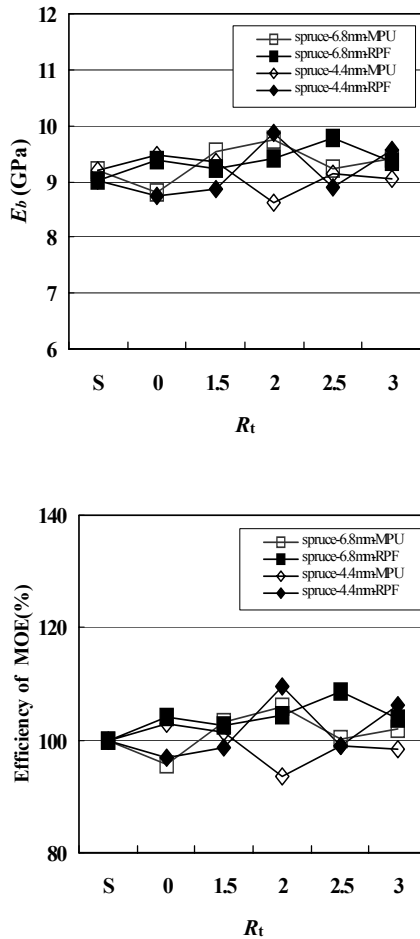 12
11
10
9
8
7
6
E_b (GPa)
spruce-6.8mm-MPU
spruce-6.8mm-RPF
spruce-4.4mm-MPU
spruce-4.4mm-RPF
S 0 1.5 2 2.5 3
R_t
140
120
100
80
Efficiency of MOE(%)
spruce-6.8mm-MPU
spruce-6.8mm-RPF
spruce-4.4mm-MPU
spruce-4.4mm-RPF
S 0 1.5 2 2.5 3
R_t